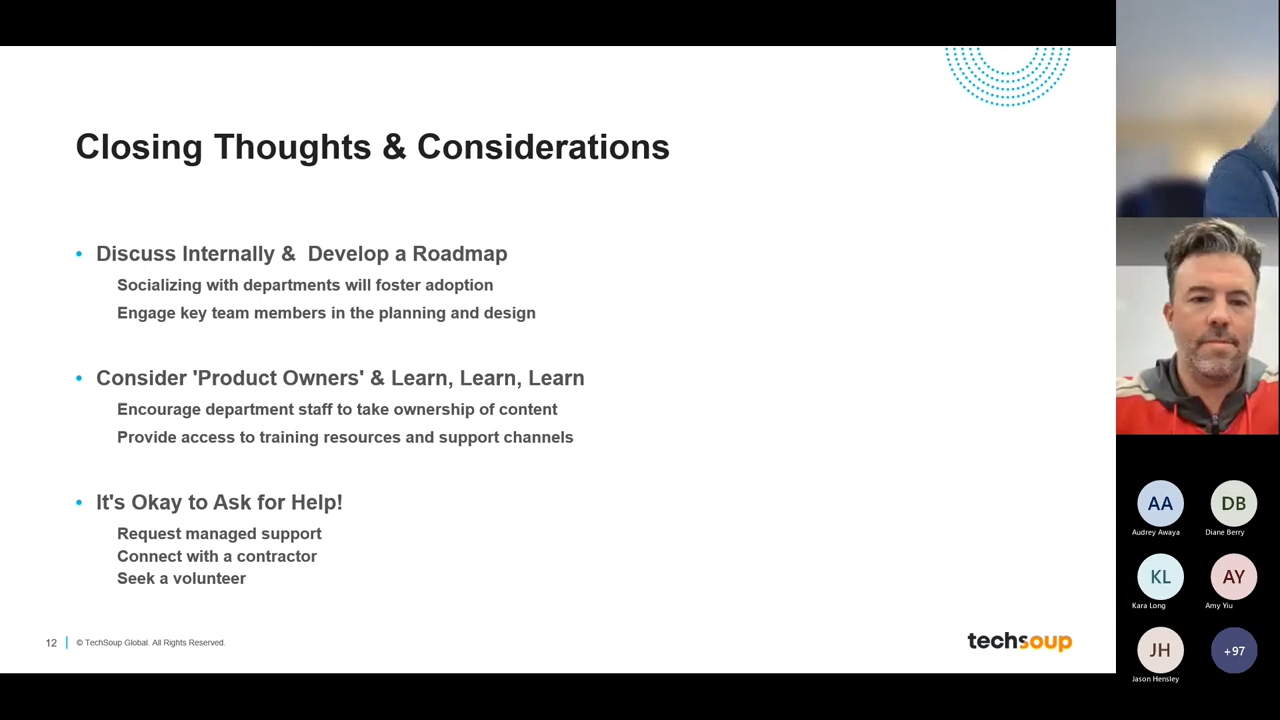 Closing Thoughts & Considerations
• Discuss Internally &  Develop a Roadmap
Socializing with departments will foster adoption
Engage key team members in the planning and design
• Consider 'Product Owners' & Learn, Learn, Learn
Encourage department staff to take ownership of content
Provide access to training resources and support channels
• It's Okay to Ask for Help!
Request managed support
Connect with a contractor
Seek a volunteer
12
© TechSoup Global. All Rights Reserved.
techsoup
AA
DB
Audrey Awaya
Diane Berry
KL
AY
Kara Long
Amy Yiu
JH
+97
Jason Hensley